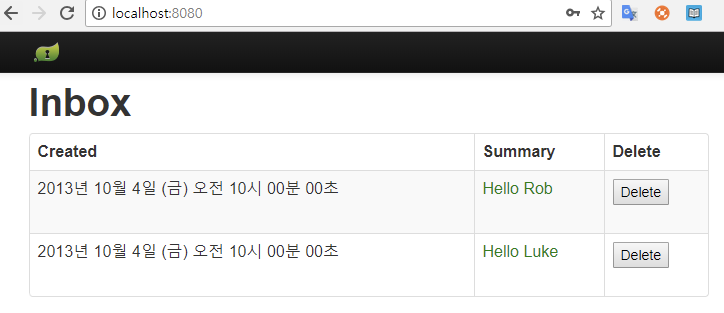 localhost:8080
Inbox
Created Summary Delete
2013년 10월 4일 (금) 오전 10시 00분 00초 Hello Rob Delete
2013년 10월 4일 (금) 오전 10시 00분 00초 Hello Luke Delete